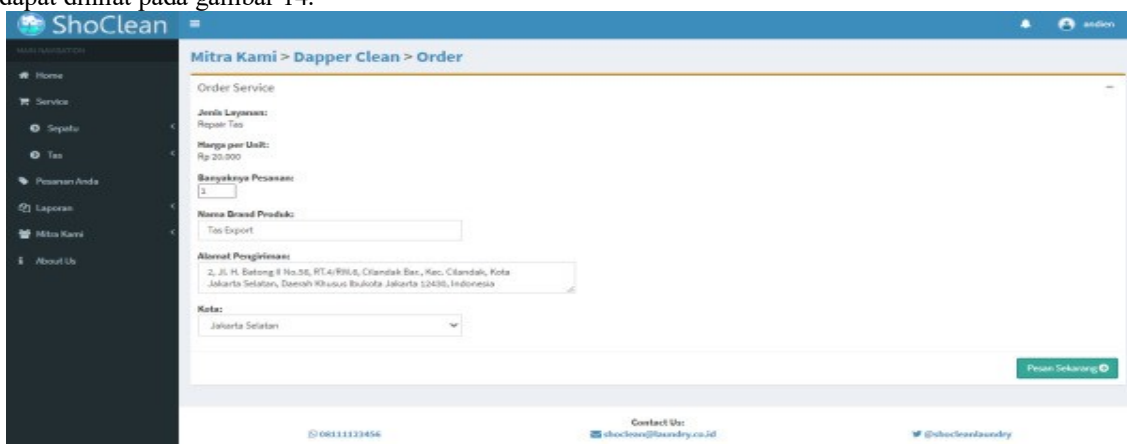 dapat dilihat pada gambar 14.
ShoClean
andien
MAIN NAVIGATION
Mitra Kami > Dapper Clean > Order
Home
Order Service
Service
Jenis Layanan:
Repair Tas
Sepatu
Harga per Unit:
Rp 20.000
Tas
Banyaknya Pesanan:
Pesanan Anda
Laporan
Nama Brand Produk:
Tas Export
Mitra Kami
About Us
Alamat Pengiriman:
2, Jl. H. Batong II No.58, RT.4/RW.6, Cilandak Bar., Kec. Cilandak, Kota
Jakarta Selatan, Daerah Khusus Ibukota Jakarta 12430, Indonesia
Kota:
Jakarta Selatan
Pesan Sekarang
Contact Us:
08111123456
shoclean@laundry.co.id
@shocleanlaundry